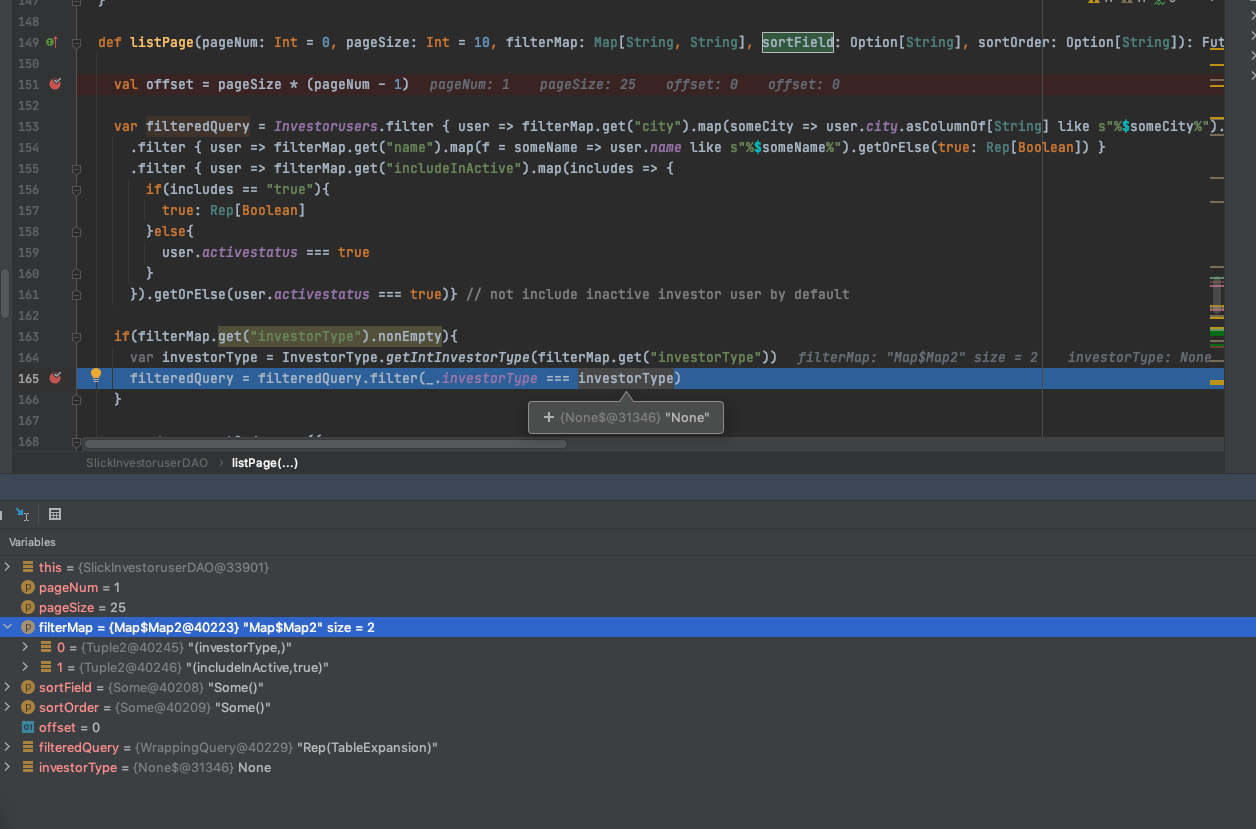 147 }
148
149 def listPage(pageNum: Int = 0, pageSize: Int = 10, filterMap: Map[String, String], sortField: Option[String], sortOrder: Option[String]): Fut
150
151 val offset = pageSize * (pageNum - 1) pageNum: 1 pageSize: 25 offset: 0 offset: 0
152
153 var filteredQuery = Investorusers.filter { user => filterMap.get("city").map(someCity => user.city.asColumnOf[String] like s"%$someCity%").
154 .filter { user => filterMap.get("name").map(f = someName => user.name like s"%$someName%").getOrElse(true: Rep[Boolean]) }
155 .filter { user => filterMap.get("includeInActive").map(includes => {
156 if(includes == "true"){
157 true: Rep[Boolean]
158 }else{
159 user.activestatus === true
160 }
161 }).getOrElse(user.activestatus === true)} // not include inactive investor user by default
162
163 if(filterMap.get("investorType").nonEmpty){
164 var investorType = InvestorType.getIntInvestorType(filterMap.get("investorType")) filterMap: "Map$Map2" size = 2 investorType: None
165 filteredQuery = filteredQuery.filter(_.investorType === investorType)
166 }
+ {None$@31346} "None"
167
168
SlickInvestoruserDAO › listPage(...)
Variables
this = {SlickInvestoruserDAO@33901}
p pageNum = 1
p pageSize = 25
p filterMap = {Map$Map2@40223} "Map$Map2" size = 2
0 = {Tuple2@40245} "(investorType,)"
1 = {Tuple2@40246} "(includeInActive,true)"
p sortField = {Some@40208} "Some()"
p sortOrder = {Some@40209} "Some()"
01 offset = 0
filteredQuery = {WrappingQuery@40229} "Rep(TableExpansion)"
investorType = {None$@31346} None